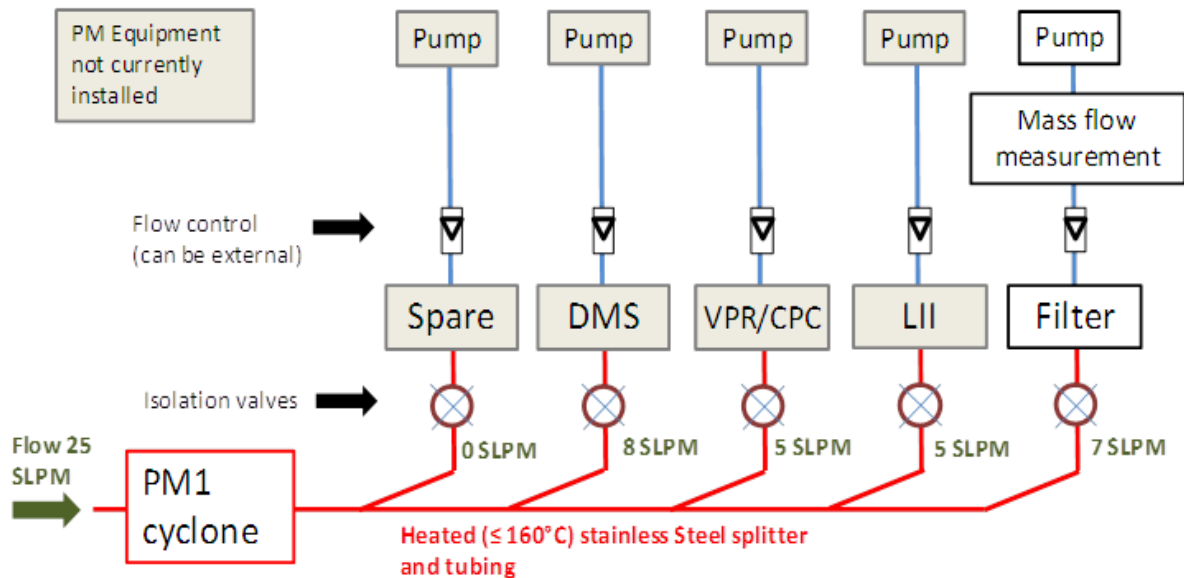 PM Equipment
not currently
installed
Pump
Pump
Pump
Pump
Pump
Mass flow
measurement
Flow control
(can be external)
Spare
DMS
VPR/CPC
LII
Filter
Isolation valves
0 SLPM
8 SLPM
5 SLPM
5 SLPM
7 SLPM
Flow 25
SLPM
PM1
cyclone
Heated (≤ 160°C) stainless Steel splitter
and tubing